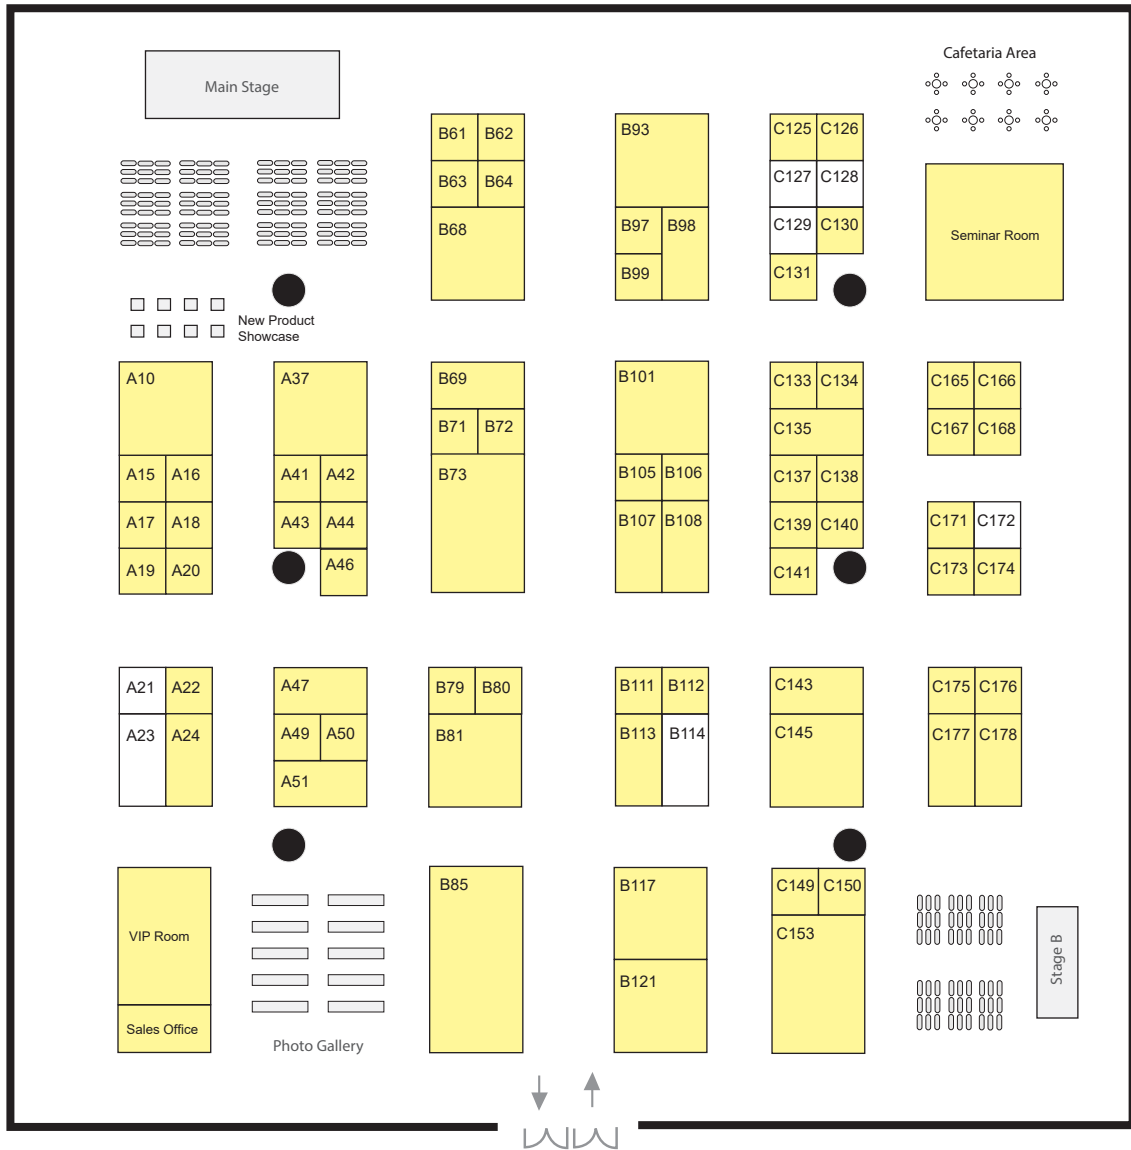 Main Stage
Cafetaria Area
B61 B62
B63 B64
B68
B93
B97 B98
B99
C125 C126
C127 C128
C129 C130
C131
Seminar Room
New Product
Showcase
A10
A15 A16
A17 A18
A19 A20
A37
A41 A42
A43 A44
A46
B69
B71 B72
B73
B101
B105 B106
B107 B108
C133 C134
C135
C137 C138
C139 C140
C141
C165 C166
C167 C168
C171 C172
C173 C174
A21 A22
A23 A24
A47
A49 A50
A51
B79 B80
B81
B111 B112
B113 B114
C143
C145
C175 C176
C177 C178
VIP Room
Sales Office
Photo Gallery
B85
B117
B121
C149 C150
C153
Stage B